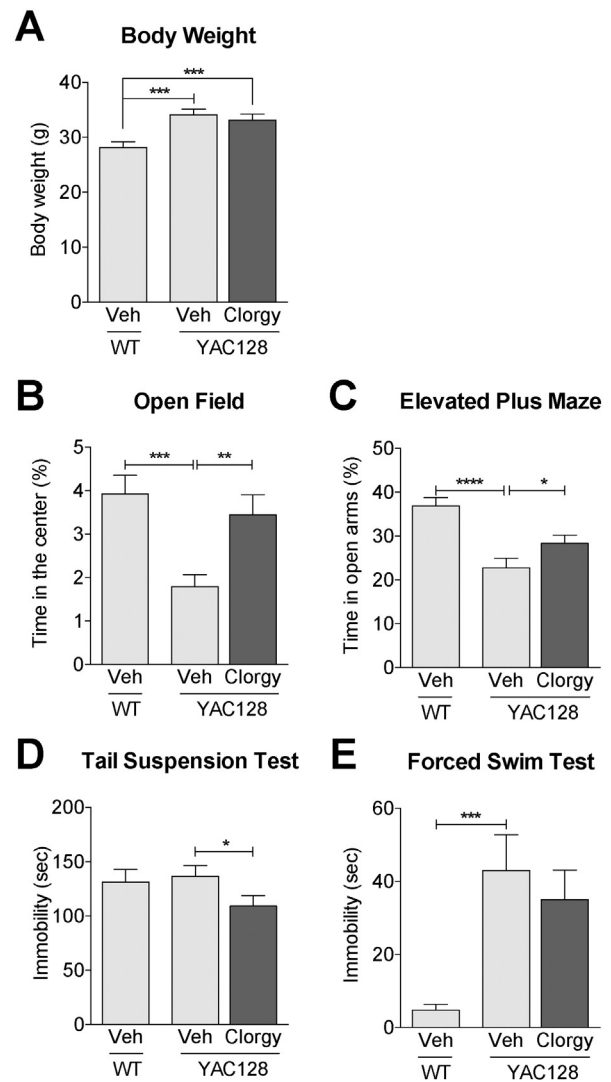 A Body Weight
***
***
Body weight (g)
40
30
20
10
0
Veh Veh Clorgy
WT YAC128
B Open Field
*** **
Time in the center (%)
5
4
3
2
1
0
Veh Veh Clorgy
WT YAC128
C Elevated Plus Maze
**** *
Time in open arms (%)
50
40
30
20
10
0
Veh Veh Clorgy
WT YAC128
D Tail Suspension Test
*
Immobility (sec)
200
150
100
50
0
Veh Veh Clorgy
WT YAC128
E Forced Swim Test
***
Immobility (sec)
60
40
20
0
Veh Veh Clorgy
WT YAC128